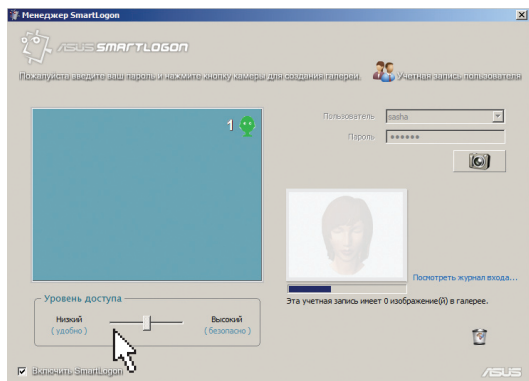 Менеджер SmartLogon
ASUS SMARTLOGON
Пожалуйста введите ваш пароль и нажмите кнопку камеры для создания галереи.
Учетная запись пользователя
1
Пользователь
sasha
Пароль
●●●●●●
Посмотреть журнал входа...
Эта учетная запись имеет 0 изображение(й) в галерее.
Уровень доступа
Низкий
Высокий
( удобно )
( безопасно )
Включить SmartLogon
ASUS